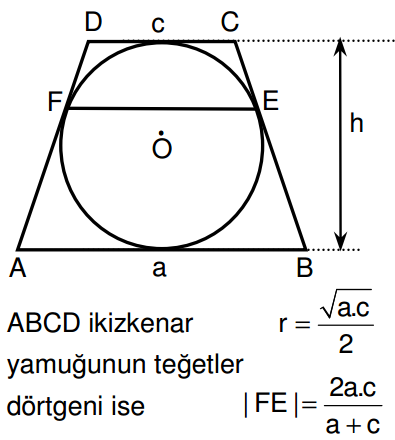 D c C
F E
O
h
A a B
ABCD ikizkenar r = √a.c / 2
yamuğunun teğetler
dörtgeni ise |FE|= 2a.c / a + c